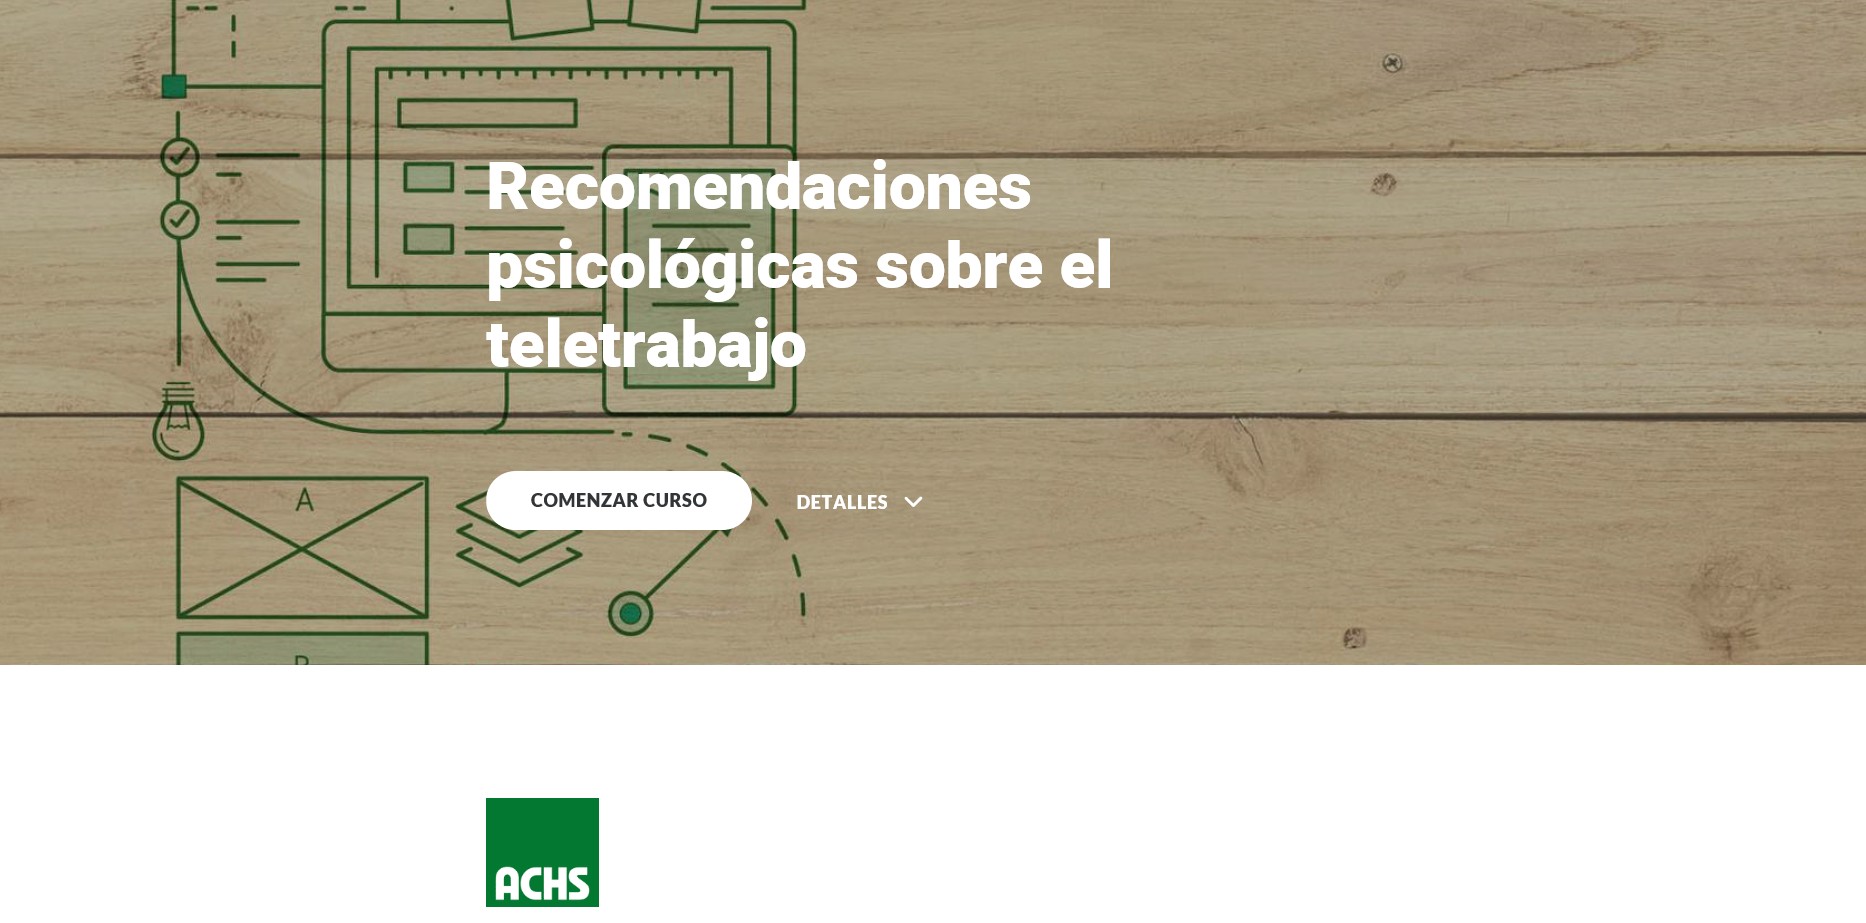 Recomendaciones
psicológicas sobre el
teletrabajo
COMENZAR CURSO
DETALLES
A
ACHS